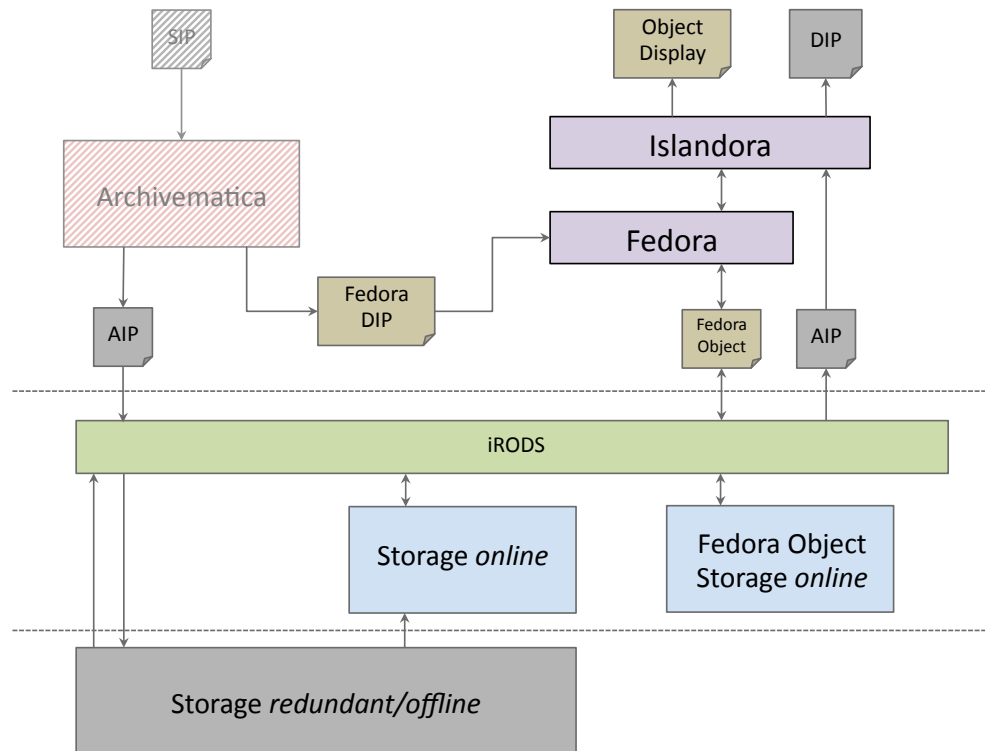 SIP
Object
Display
DIP
Islandora
Archivematica
Fedora
Fedora
DIP
AIP
Fedora
Object
AIP
iRODS
Storage online
Fedora Object
Storage online
Storage redundant/offline